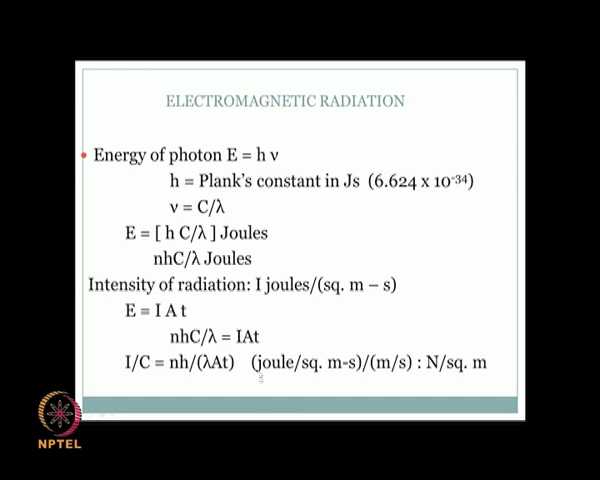 ELECTROMAGNETIC RADIATION
• Energy of photon E = h ν
h = Plank's constant in Js (6.624 x 10⁻³⁴)
ν = C/λ
E = [ h C/λ ] Joules
nhC/λ Joules
Intensity of radiation: I joules/(sq. m – s)
E = I A t
nhC/λ = IAt
I/C = nh/(λAt) (joule/sq. m-s)/(m/s) : N/sq. m
NPTEL